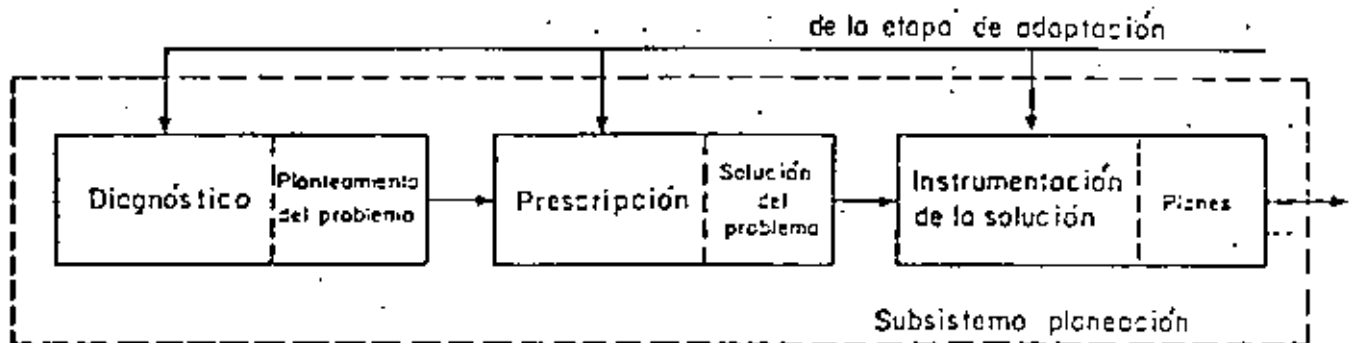 de la etapa de adaptación
Diagnóstico
Planteamiento
del problema
Prescripción
Solución
del
problema
Instrumentación
de la solución
Planes
Subsistema planeación